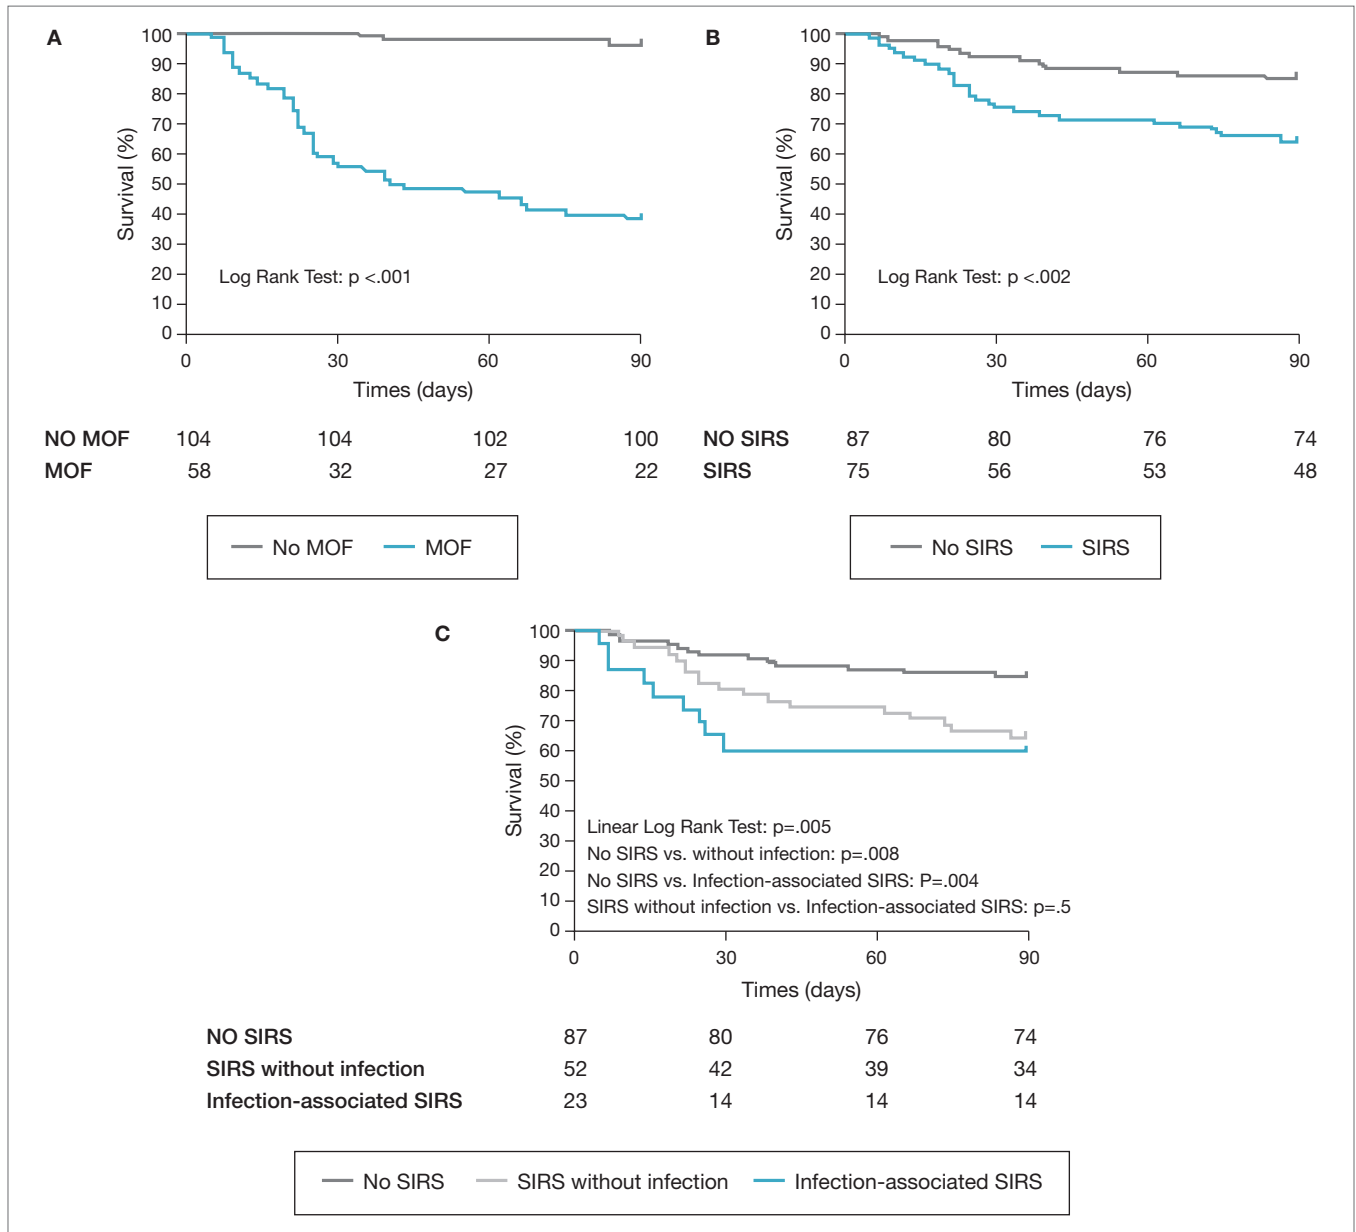 A
100
90
80
70
60
50
40
30
20
10
0
Survival (%)
Log Rank Test: p <.001
0 30 60 90
Times (days)
NO MOF 104 104 102 100
MOF 58 32 27 22
No MOF MOF
B
100
90
80
70
60
50
40
30
20
10
0
Survival (%)
Log Rank Test: p <.002
0 30 60 90
Times (days)
NO SIRS 87 80 76 74
SIRS 75 56 53 48
No SIRS SIRS
C
100
90
80
70
60
50
40
30
20
10
0
Survival (%)
Linear Log Rank Test: p=.005
No SIRS vs. without infection: p=.008
No SIRS vs. Infection-associated SIRS: P=.004
SIRS without infection vs. Infection-associated SIRS: p=.5
0 30 60 90
Times (days)
NO SIRS 87 80 76 74
SIRS without infection 52 42 39 34
Infection-associated SIRS 23 14 14 14
No SIRS SIRS without infection Infection-associated SIRS